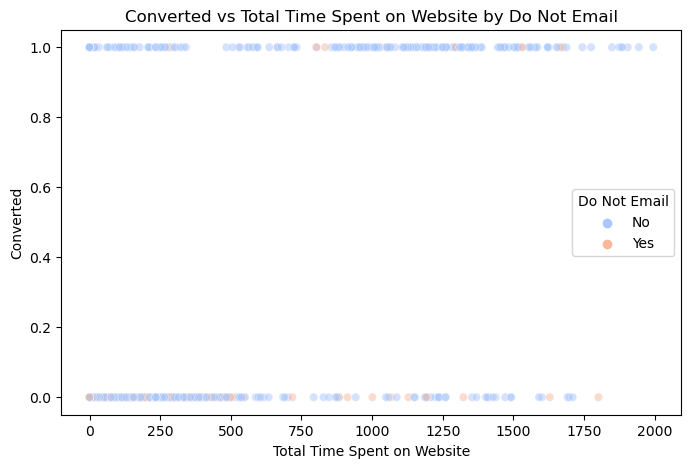 Converted vs Total Time Spent on Website by Do Not Email
1.0
0.8
0.6
0.4
0.2
0.0
Converted
Do Not Email
No
Yes
0 250 500 750 1000 1250 1500 1750 2000
Total Time Spent on Website